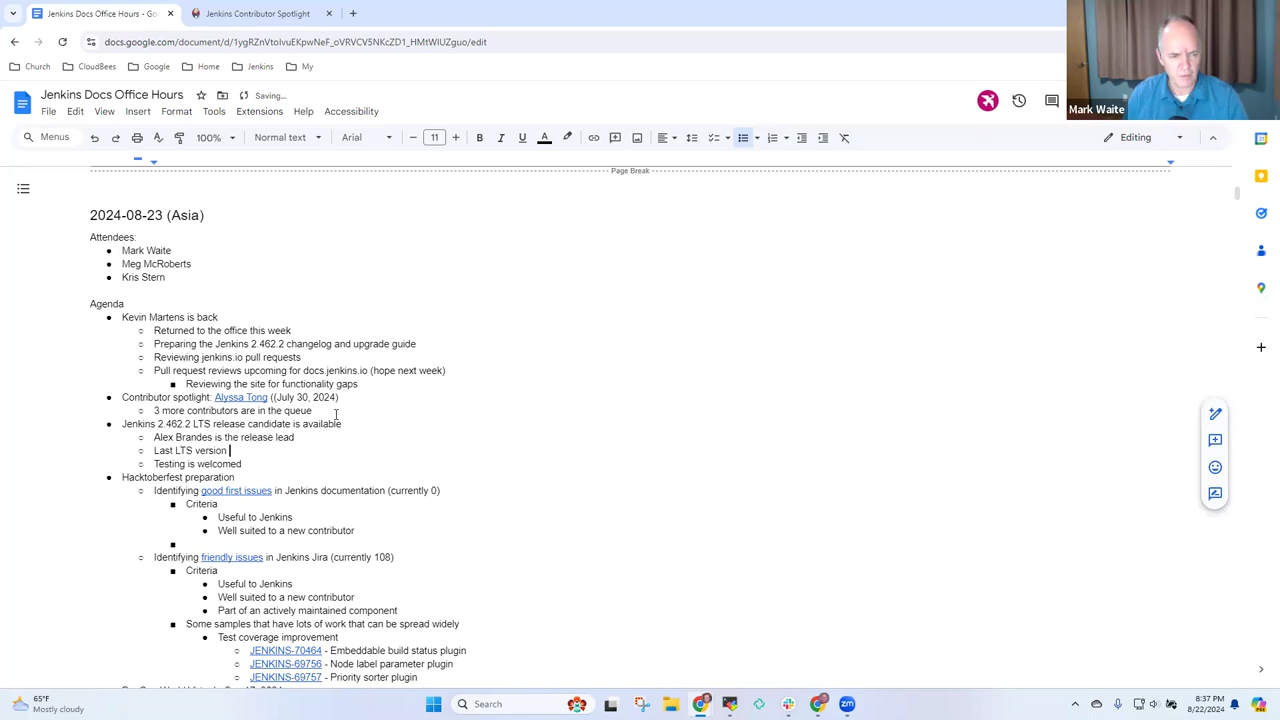 Jenkins Docs Office Hours - Go
Jenkins Contributor Spotlight
docs.google.com/document/d/1ygRZnVtoIvuEKpwNeF_oVRVCV5NKcZD1_HMtWIUZguo/edit
Church
CloudBees
Google
Home
Jenkins
My
Jenkins Docs Office Hours
Saving...
File Edit View Insert Format Tools Extensions Help Accessibility
Mark Waite
Menus
100%
Normal text
Arial
11
B I U A
Editing
Page Break
2024-08-23 (Asia)
Attendees:
● Mark Waite
● Meg McRoberts
● Kris Stern
Agenda
● Kevin Martens is back
○ Returned to the office this week
○ Preparing the Jenkins 2.462.2 changelog and upgrade guide
○ Reviewing jenkins.io pull requests
○ Pull request reviews upcoming for docs.jenkins.io (hope next week)
■ Reviewing the site for functionality gaps
● Contributor spotlight: Alyssa Tong ((July 30, 2024)
○ 3 more contributors are in the queue
● Jenkins 2.462.2 LTS release candidate is available
○ Alex Brandes is the release lead
○ Last LTS version
○ Testing is welcomed
● Hacktoberfest preparation
○ Identifying good first issues in Jenkins documentation (currently 0)
■ Criteria
● Useful to Jenkins
● Well suited to a new contributor
■
○ Identifying friendly issues in Jenkins Jira (currently 108)
■ Criteria
● Useful to Jenkins
● Well suited to a new contributor
● Part of an actively maintained component
■ Some samples that have lots of work that can be spread widely
● Test coverage improvement
○ JENKINS-70464 - Embeddable build status plugin
○ JENKINS-69756 - Node label parameter plugin
○ JENKINS-69757 - Priority sorter plugin
65°F
Mostly cloudy
Search
8:37 PM
8/22/2024